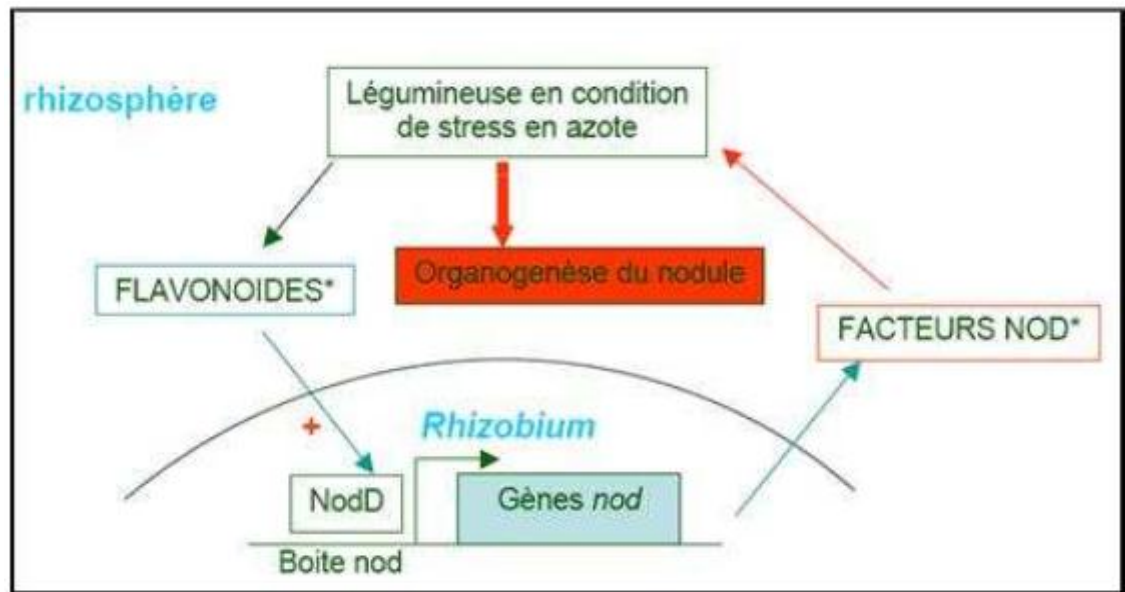 rhizosphère
Légumineuse en condition
de stress en azote
FLAVONOIDES*
Organogenèse du nodule
FACTEURS NOD*
+
Rhizobium
NodD
Gènes nod
Boite nod